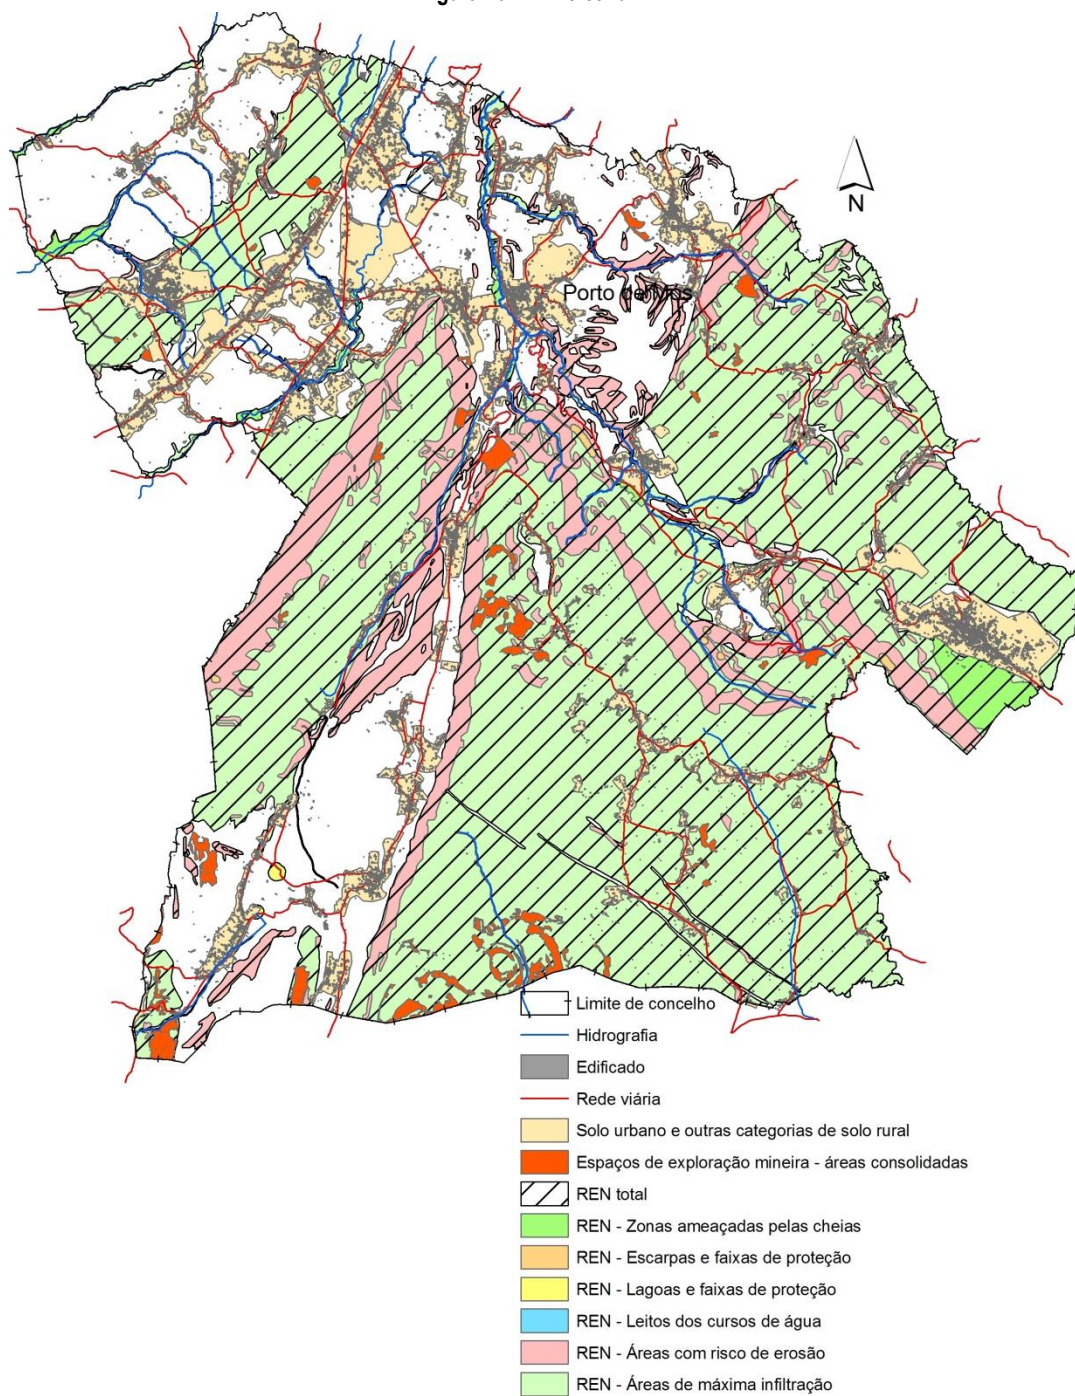 N
Porto de Mós
Limite de concelho
Hidrografia
Edificado
Rede viária
Solo urbano e outras categorias de solo rural
Espaços de exploração mineira - áreas consolidadas
REN total
REN - Zonas ameaçadas pelas cheias
REN - Escarpas e faixas de proteção
REN - Lagoas e faixas de proteção
REN - Leitos dos cursos de água
REN - Áreas com risco de erosão
REN - Áreas de máxima infiltração